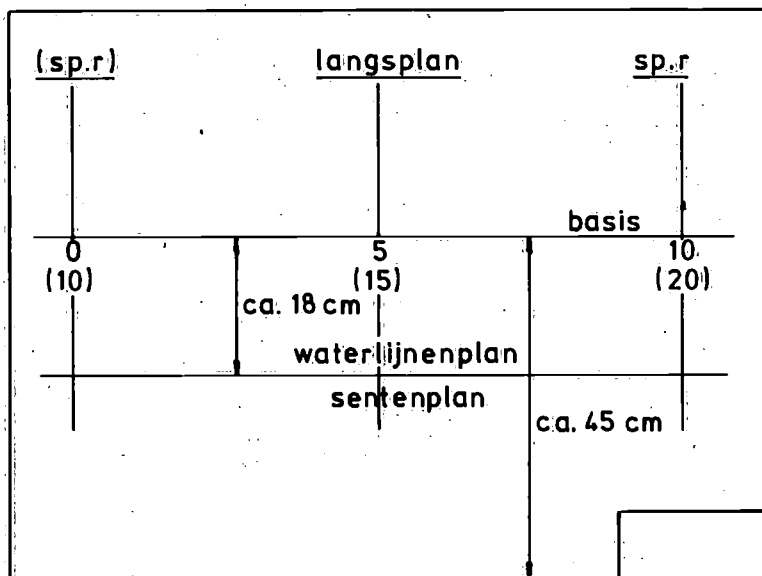 (sp.r) langsplan sp.r
basis
0 5 10
(10) (15) (20)
ca. 18 cm
waterlijnenplan
sentenplan
ca. 45 cm